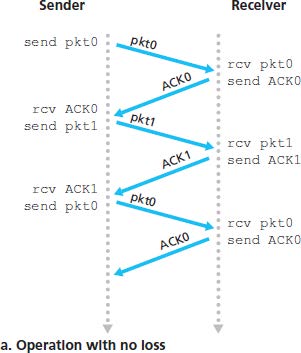 Sender Receiver
send pkt0
pkt0
rcv pkt0
send ACK0
ACK0
rcv ACK0
send pkt1
pkt1
rcv pkt1
send ACK1
ACK1
rcv ACK1
send pkt0
pkt0
rcv pkt0
send ACK0
ACK0
a. Operation with no loss